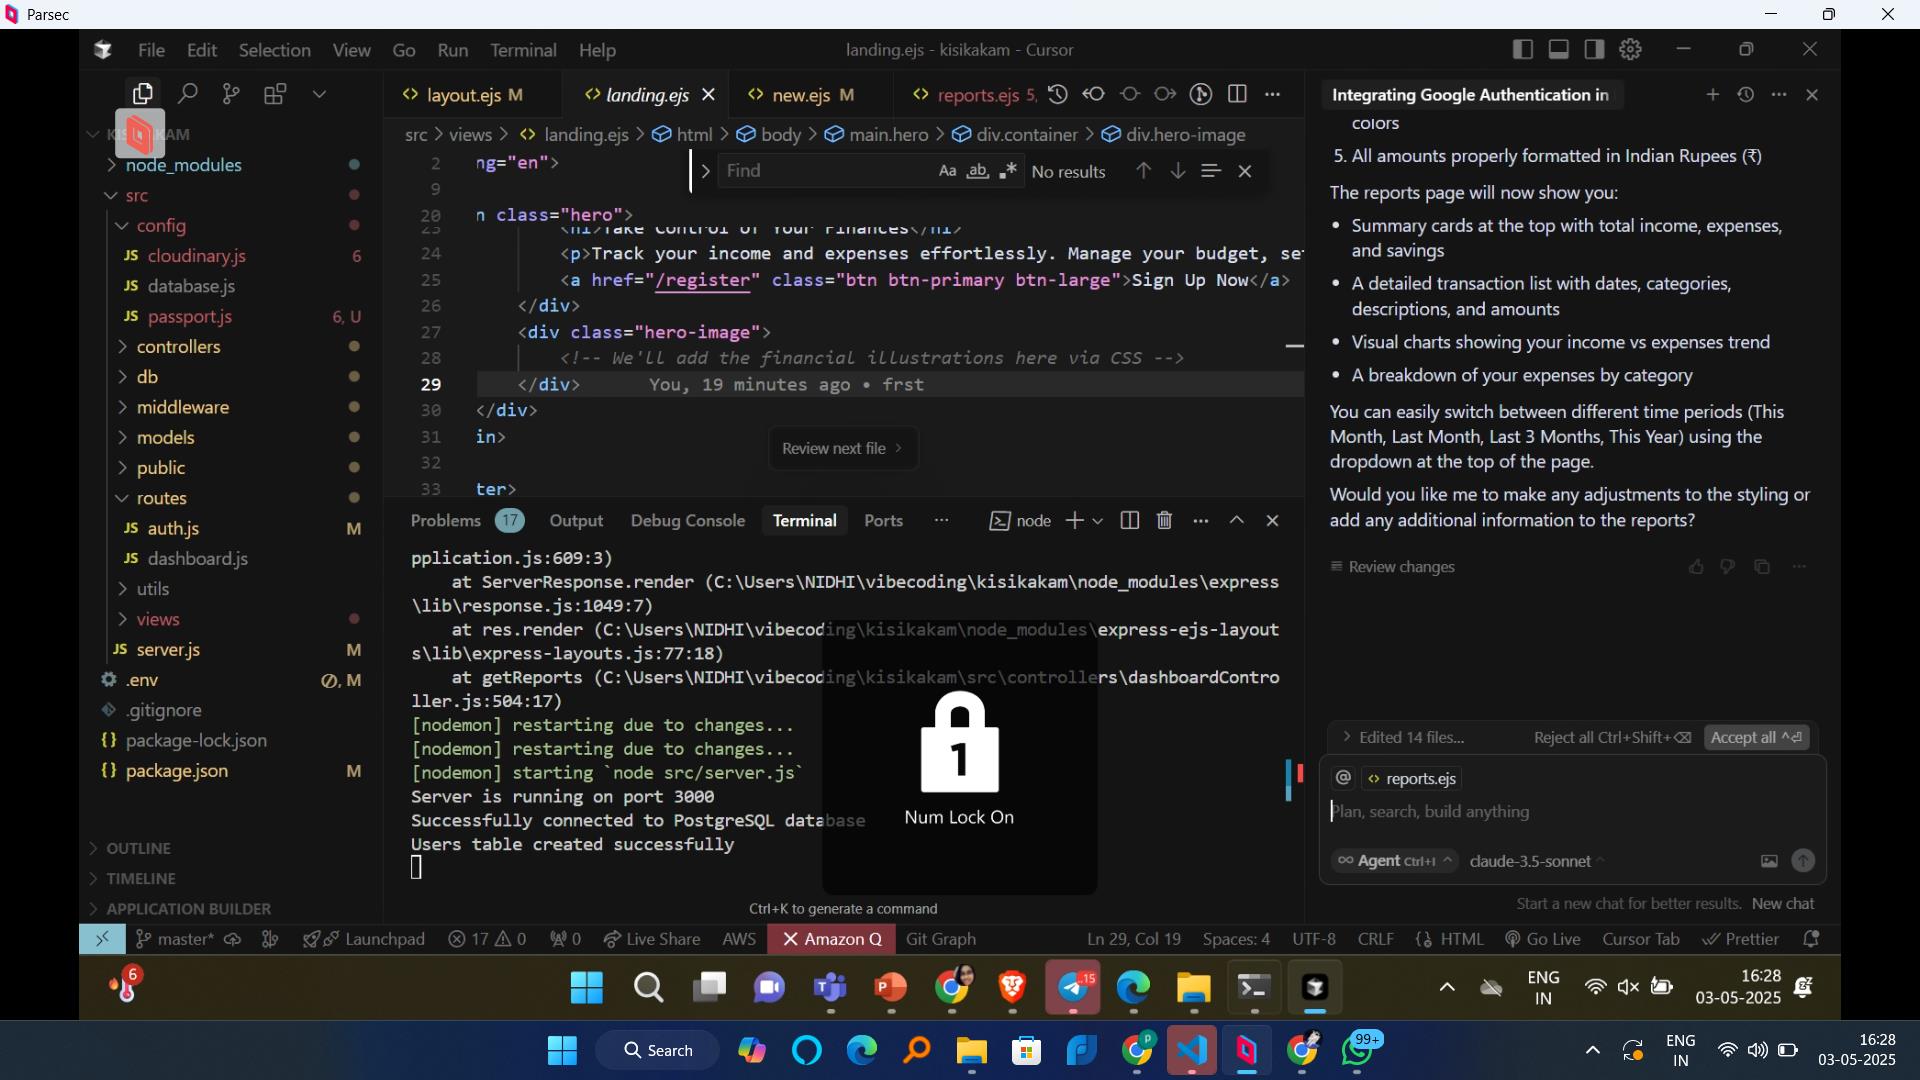 Parsec
File Edit Selection View Go Run Terminal Help
landing.ejs - kisikakam - Cursor
layout.ejs M
landing.ejs
new.ejs M
reports.ejs 5,
Integrating Google Authentication in
src > views > <> landing.ejs > html > body > main.hero > div.container > div.hero-image
node_modules
src
config
JS cloudinary.js 6
JS database.js
JS passport.js 6, U
controllers
db
middleware
models
public
routes
JS auth.js M
JS dashboard.js
utils
views
JS server.js M
.env M
.gitignore
{} package-lock.json
{} package.json M
OUTLINE
TIMELINE
APPLICATION BUILDER
Find
Aa ab
No results
2 ng="en">
9
20 n class="hero">
23 <h1>Take Control of Your Finances</h1>
24 <p>Track your income and expenses effortlessly. Manage your budget, se
25 <a href="/register" class="btn btn-primary btn-large">Sign Up Now</a>
26 </div>
27 <div class="hero-image">
28 <!-- We'll add the financial illustrations here via CSS -->
29 </div> You, 19 minutes ago • frst
30 </div>
31 in>
32
33 ter>
Review next file >
Problems 17 Output Debug Console Terminal Ports ··· node
pplication.js:609:3)
at ServerResponse.render (C:\Users\NIDHI\vibecoding\kisikakam\node_modules\express
\lib\response.js:1049:7)
at res.render (C:\Users\NIDHI\vibecoding\kisikakam\node_modules\express-ejs-layout
s\lib\express-layouts.js:77:18)
at getReports (C:\Users\NIDHI\vibecoding\kisikakam\src\controllers\dashboardContro
ller.js:504:17)
[nodemon] restarting due to changes...
[nodemon] restarting due to changes...
[nodemon] starting `node src/server.js`
Server is running on port 3000
Successfully connected to PostgreSQL database
Users table created successfully
1
Num Lock On
Ctrl+K to generate a command
colors
5. All amounts properly formatted in Indian Rupees (₹)
The reports page will now show you:
• Summary cards at the top with total income, expenses,
and savings
• A detailed transaction list with dates, categories,
descriptions, and amounts
• Visual charts showing your income vs expenses trend
• A breakdown of your expenses by category
You can easily switch between different time periods (This
Month, Last Month, Last 3 Months, This Year) using the
dropdown at the top of the page.
Would you like me to make any adjustments to the styling or
add any additional information to the reports?
Review changes
> Edited 14 files... Reject all Ctrl+Shift+⌫ Accept all ^⏎
@ <> reports.ejs
Plan, search, build anything
∞ Agent Ctrl+I ^ claude-3.5-sonnet ^
Start a new chat for better results. New chat
master* Launchpad 17 0 0 Live Share AWS X Amazon Q Git Graph
Ln 29, Col 19 Spaces: 4 UTF-8 CRLF {} HTML Go Live Cursor Tab Prettier
6
15
ENG
IN
16:28
03-05-2025
Search
P
99+
ENG
IN
16:28
03-05-2025